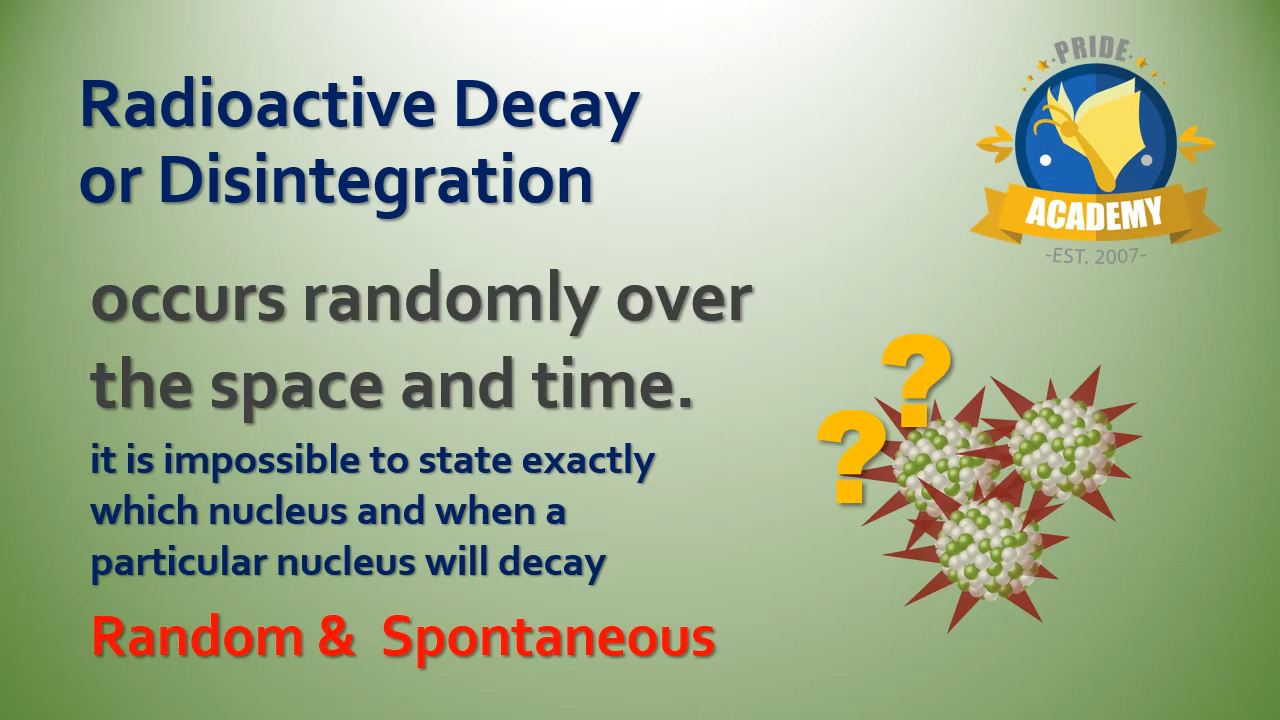 Radioactive Decay
or Disintegration
·PRIDE·
ACADEMY
-EST. 2007-
occurs randomly over
the space and time.
it is impossible to state exactly
which nucleus and when a
particular nucleus will decay
Random &  Spontaneous
?
?